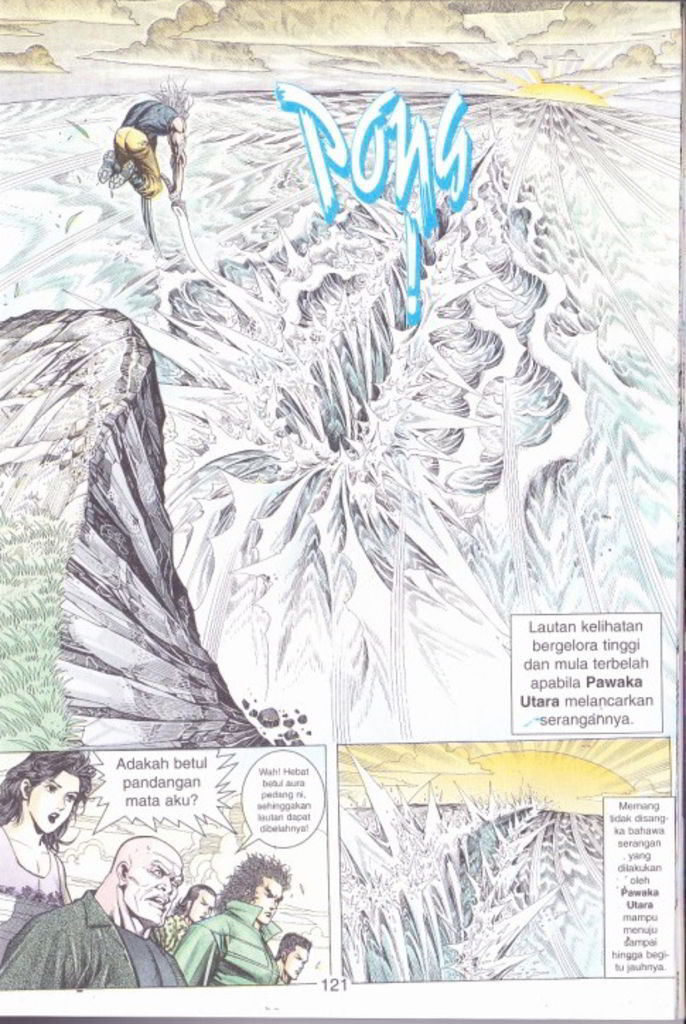 PONG
!
Lautan kelihatan
bergelora tinggi
dan mula terbelah
apabila Pawaka
Utara melancarkan
serangannya.
Adakah betul
pandangan
mata aku?
Wah! Hebat
betul aura
pedang ni,
sehinggakan
lautan dapat
dibelahnya!
Memang
tidak disang-
ka bahawa
serangan
yang
dilakukan
oleh
Pawaka
Utara
mampu
menuju
sampai
hingga begi-
tu jauhnya.
121